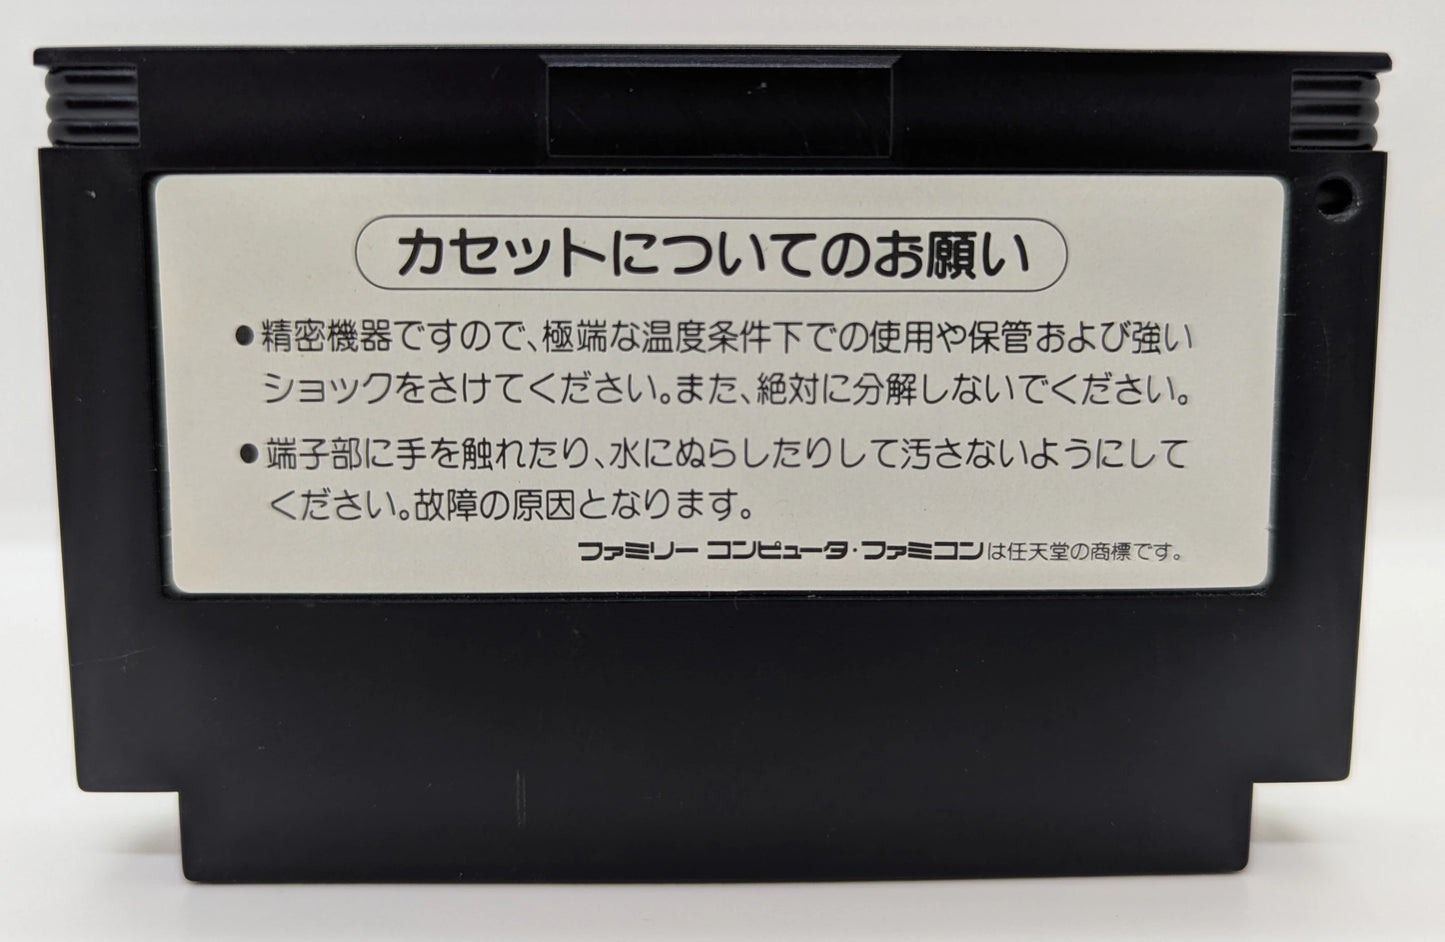 カセットについてのお願い
●精密機器ですので、極端な温度条件下での使用や保管および強い
ショックをさけてください。また、絶対に分解しないでください。
●端子部に手を触れたり、水にぬらしたりして汚さないようにして
ください。故障の原因となります。
ファミリー コンピュータ・ファミコンは任天堂の商標です。